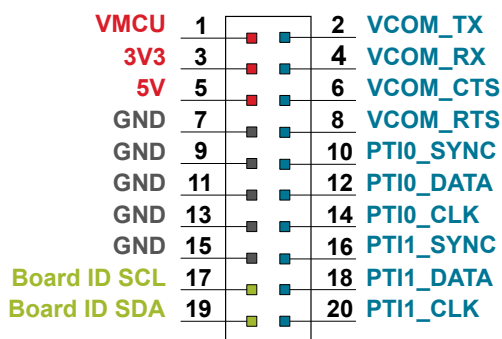 VMCU 1 2 VCOM_TX
3V3 3 4 VCOM_RX
5V 5 6 VCOM_CTS
GND 7 8 VCOM_RTS
GND 9 10 PTI0_SYNC
GND 11 12 PTI0_DATA
GND 13 14 PTI0_CLK
GND 15 16 PTI1_SYNC
Board ID SCL 17 18 PTI1_DATA
Board ID SDA 19 20 PTI1_CLK